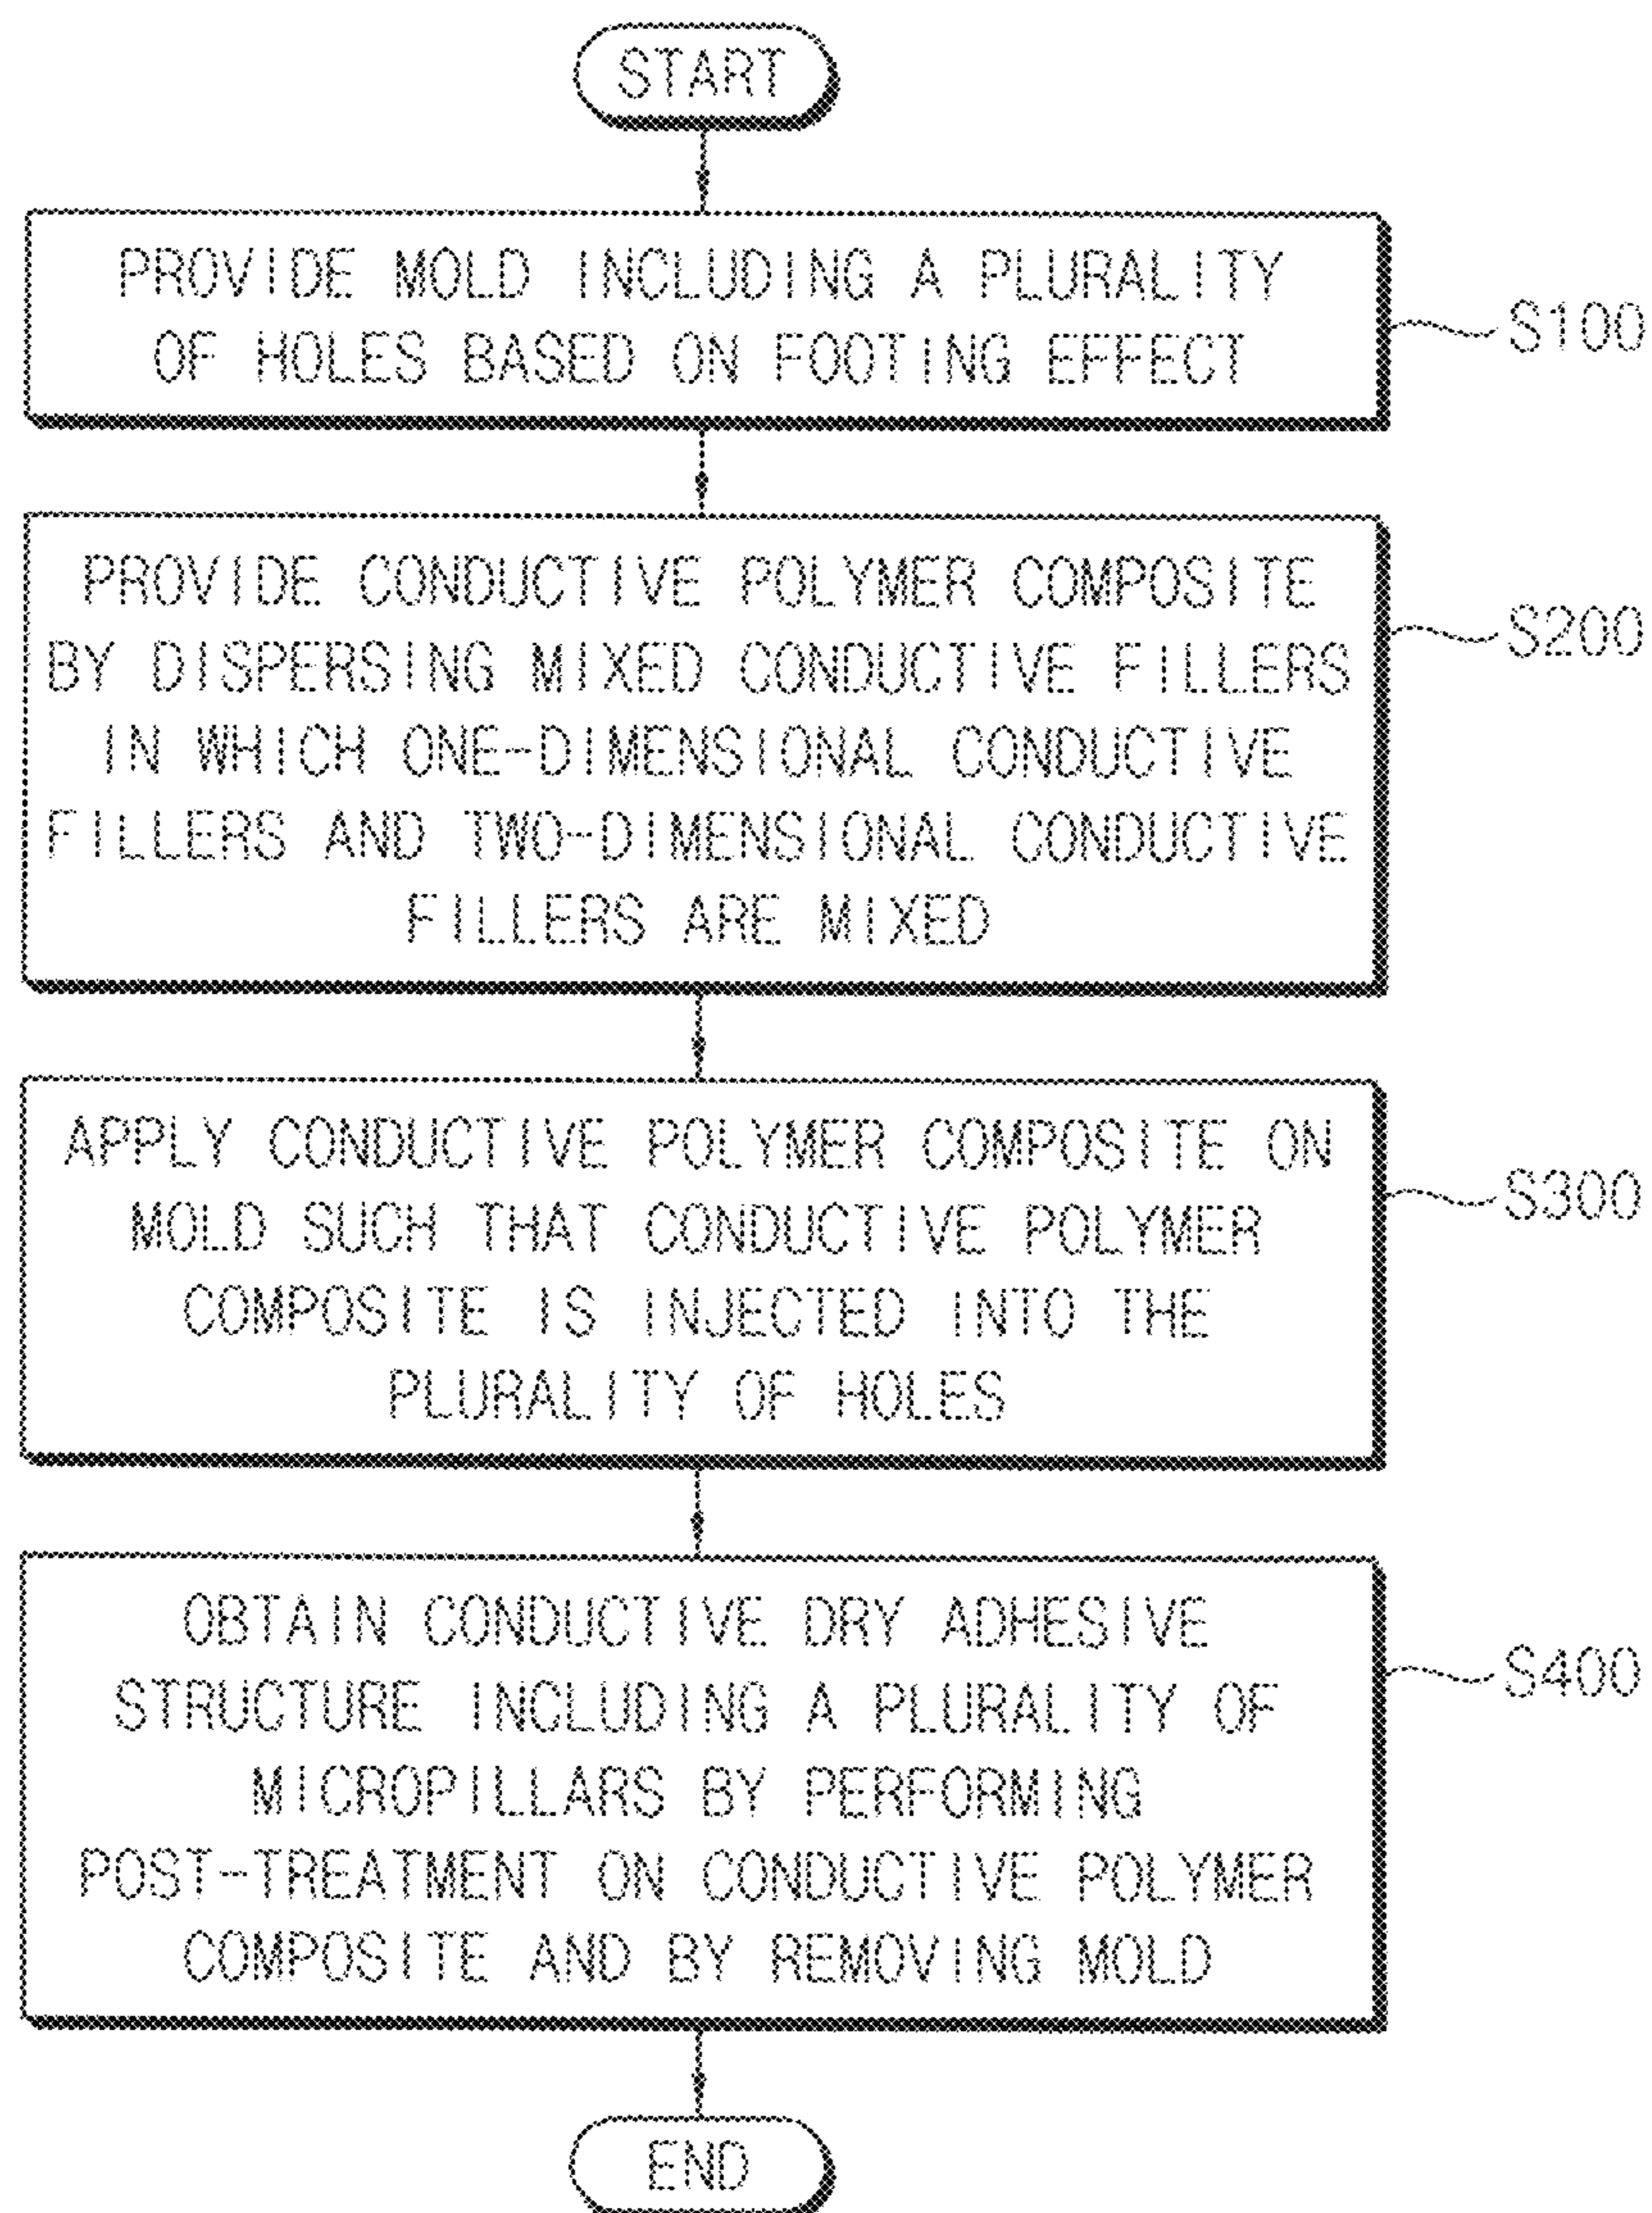 START
PROVIDE MOLD INCLUDING A PLURALITY
OF HOLES BASED ON FOOTING EFFECT
S100
PROVIDE CONDUCTIVE POLYMER COMPOSITE
BY DISPERSING MIXED CONDUCTIVE FILLERS
IN WHICH ONE-DIMENSIONAL CONDUCTIVE
FILLERS AND TWO-DIMENSIONAL CONDUCTIVE
FILLERS ARE MIXED
S200
APPLY CONDUCTIVE POLYMER COMPOSITE ON
MOLD SUCH THAT CONDUCTIVE POLYMER
COMPOSITE IS INJECTED INTO THE
PLURALITY OF HOLES
S300
OBTAIN CONDUCTIVE DRY ADHESIVE
STRUCTURE INCLUDING A PLURALITY OF
MICROPILLARS BY PERFORMING
POST-TREATMENT ON CONDUCTIVE POLYMER
COMPOSITE AND BY REMOVING MOLD
S400
END